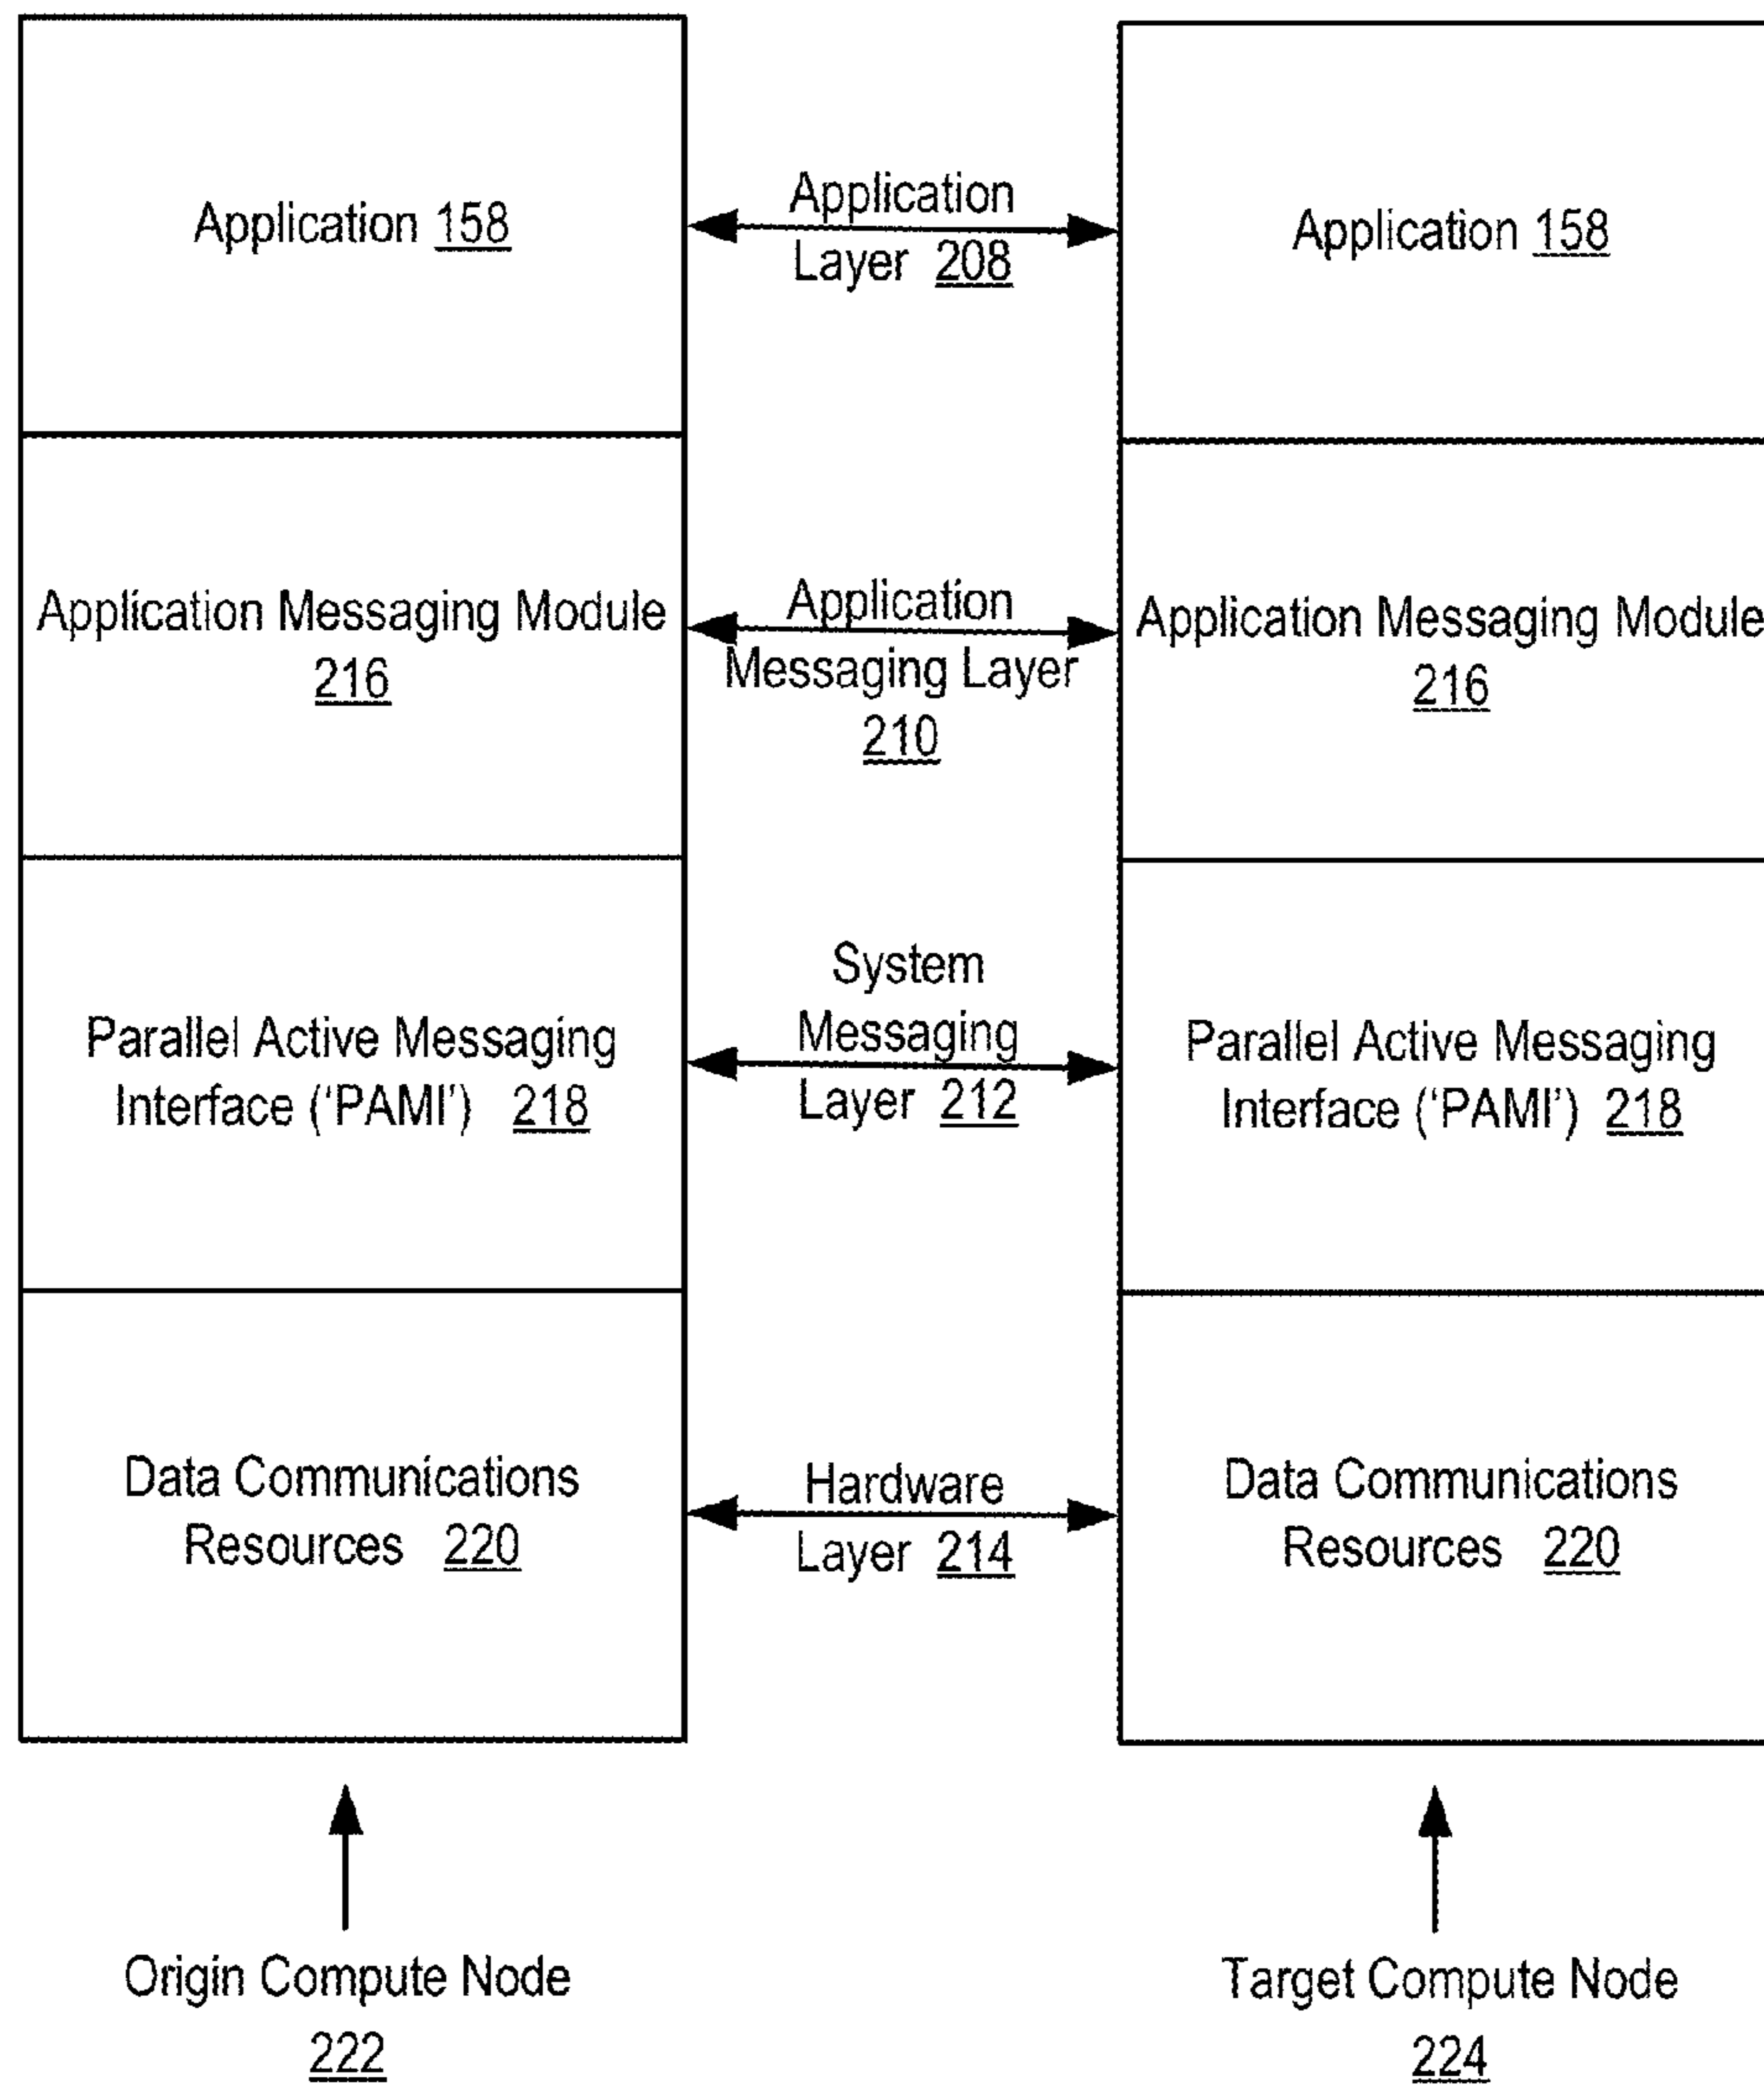 Application 158
Application
Layer 208
Application 158
Application Messaging Module
216
Application
Messaging Layer
210
Application Messaging Module
216
Parallel Active Messaging
Interface (‘PAMI’) 218
System
Messaging
Layer 212
Parallel Active Messaging
Interface (‘PAMI’) 218
Data Communications
Resources 220
Hardware
Layer 214
Data Communications
Resources 220
Origin Compute Node
222
Target Compute Node
224